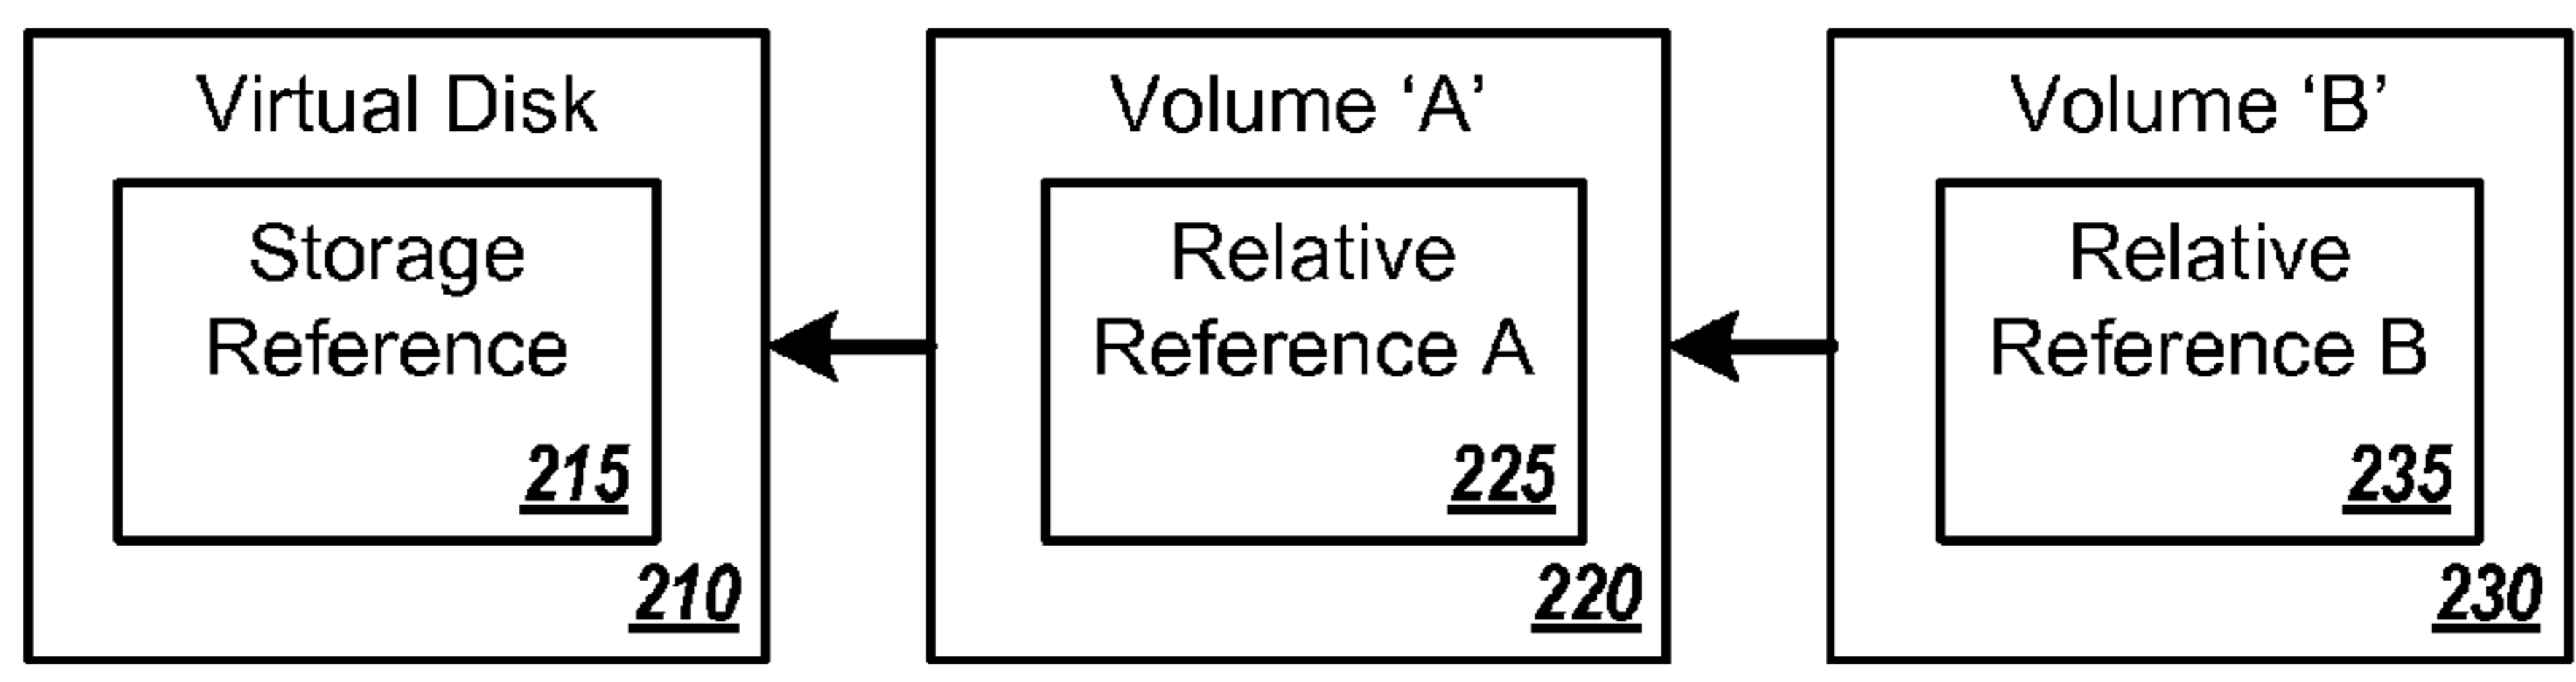 Virtual Disk
Storage
Reference
215
210
Volume ‘A’
Relative
Reference A
225
220
Volume ‘B’
Relative
Reference B
235
230